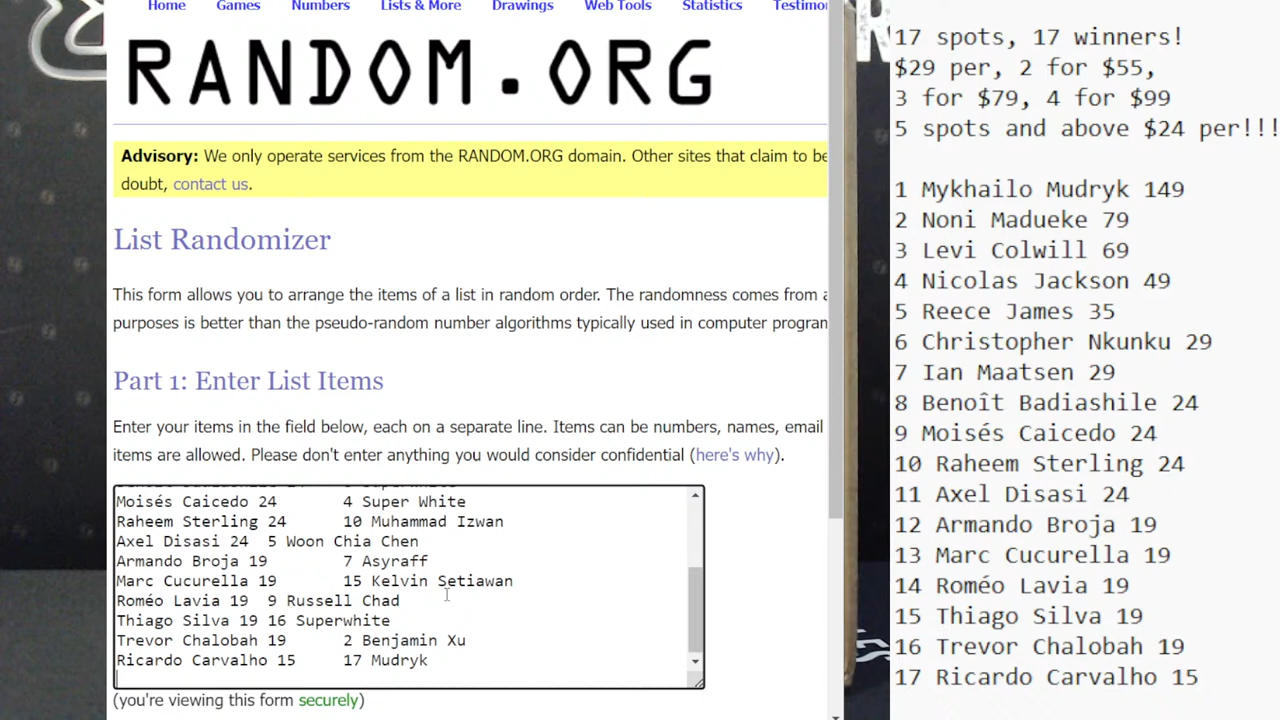 Home Games Numbers Lists & More Drawings Web Tools Statistics Testimo
RANDOM.ORG
Advisory: We only operate services from the RANDOM.ORG domain. Other sites that claim to be
doubt, contact us.
List Randomizer
This form allows you to arrange the items of a list in random order. The randomness comes from a
purposes is better than the pseudo-random number algorithms typically used in computer program
Part 1: Enter List Items
Enter your items in the field below, each on a separate line. Items can be numbers, names, email
items are allowed. Please don't enter anything you would consider confidential (here's why).
Moisés Caicedo 24 4 Super White
Raheem Sterling 24 10 Muhammad Izwan
Axel Disasi 24 5 Woon Chia Chen
Armando Broja 19 7 Asyraff
Marc Cucurella 19 15 Kelvin Setiawan
Roméo Lavia 19 9 Russell Chad
Thiago Silva 19 16 Superwhite
Trevor Chalobah 19 2 Benjamin Xu
Ricardo Carvalho 15 17 Mudryk
(you're viewing this form securely)
17 spots, 17 winners!
$29 per, 2 for $55,
3 for $79, 4 for $99
5 spots and above $24 per!!!
1 Mykhailo Mudryk 149
2 Noni Madueke 79
3 Levi Colwill 69
4 Nicolas Jackson 49
5 Reece James 35
6 Christopher Nkunku 29
7 Ian Maatsen 29
8 Benoît Badiashile 24
9 Moisés Caicedo 24
10 Raheem Sterling 24
11 Axel Disasi 24
12 Armando Broja 19
13 Marc Cucurella 19
14 Roméo Lavia 19
15 Thiago Silva 19
16 Trevor Chalobah 19
17 Ricardo Carvalho 15